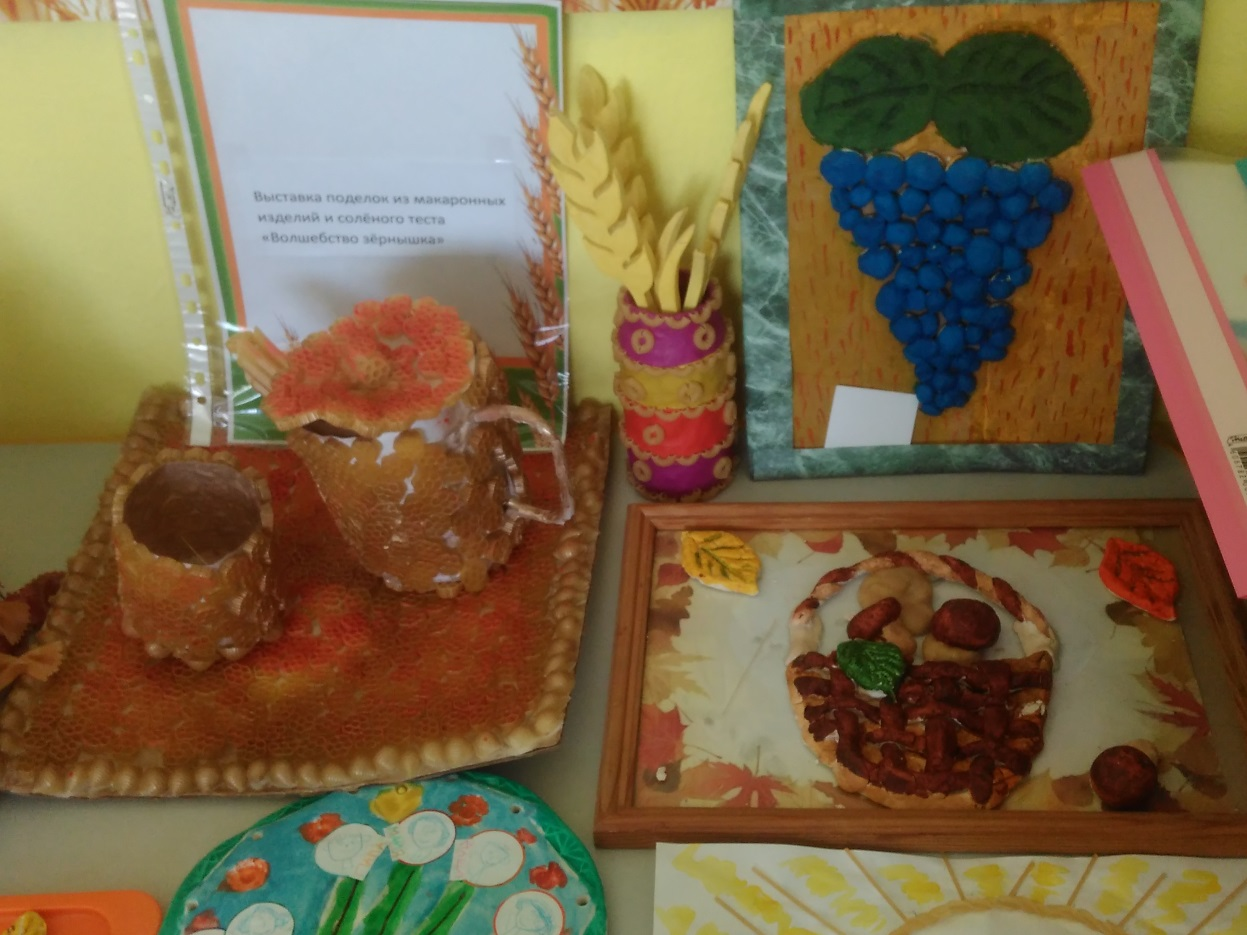 Выставка поделок из макаронных
изделий и солёного теста
«Волшебство зёрнышка»